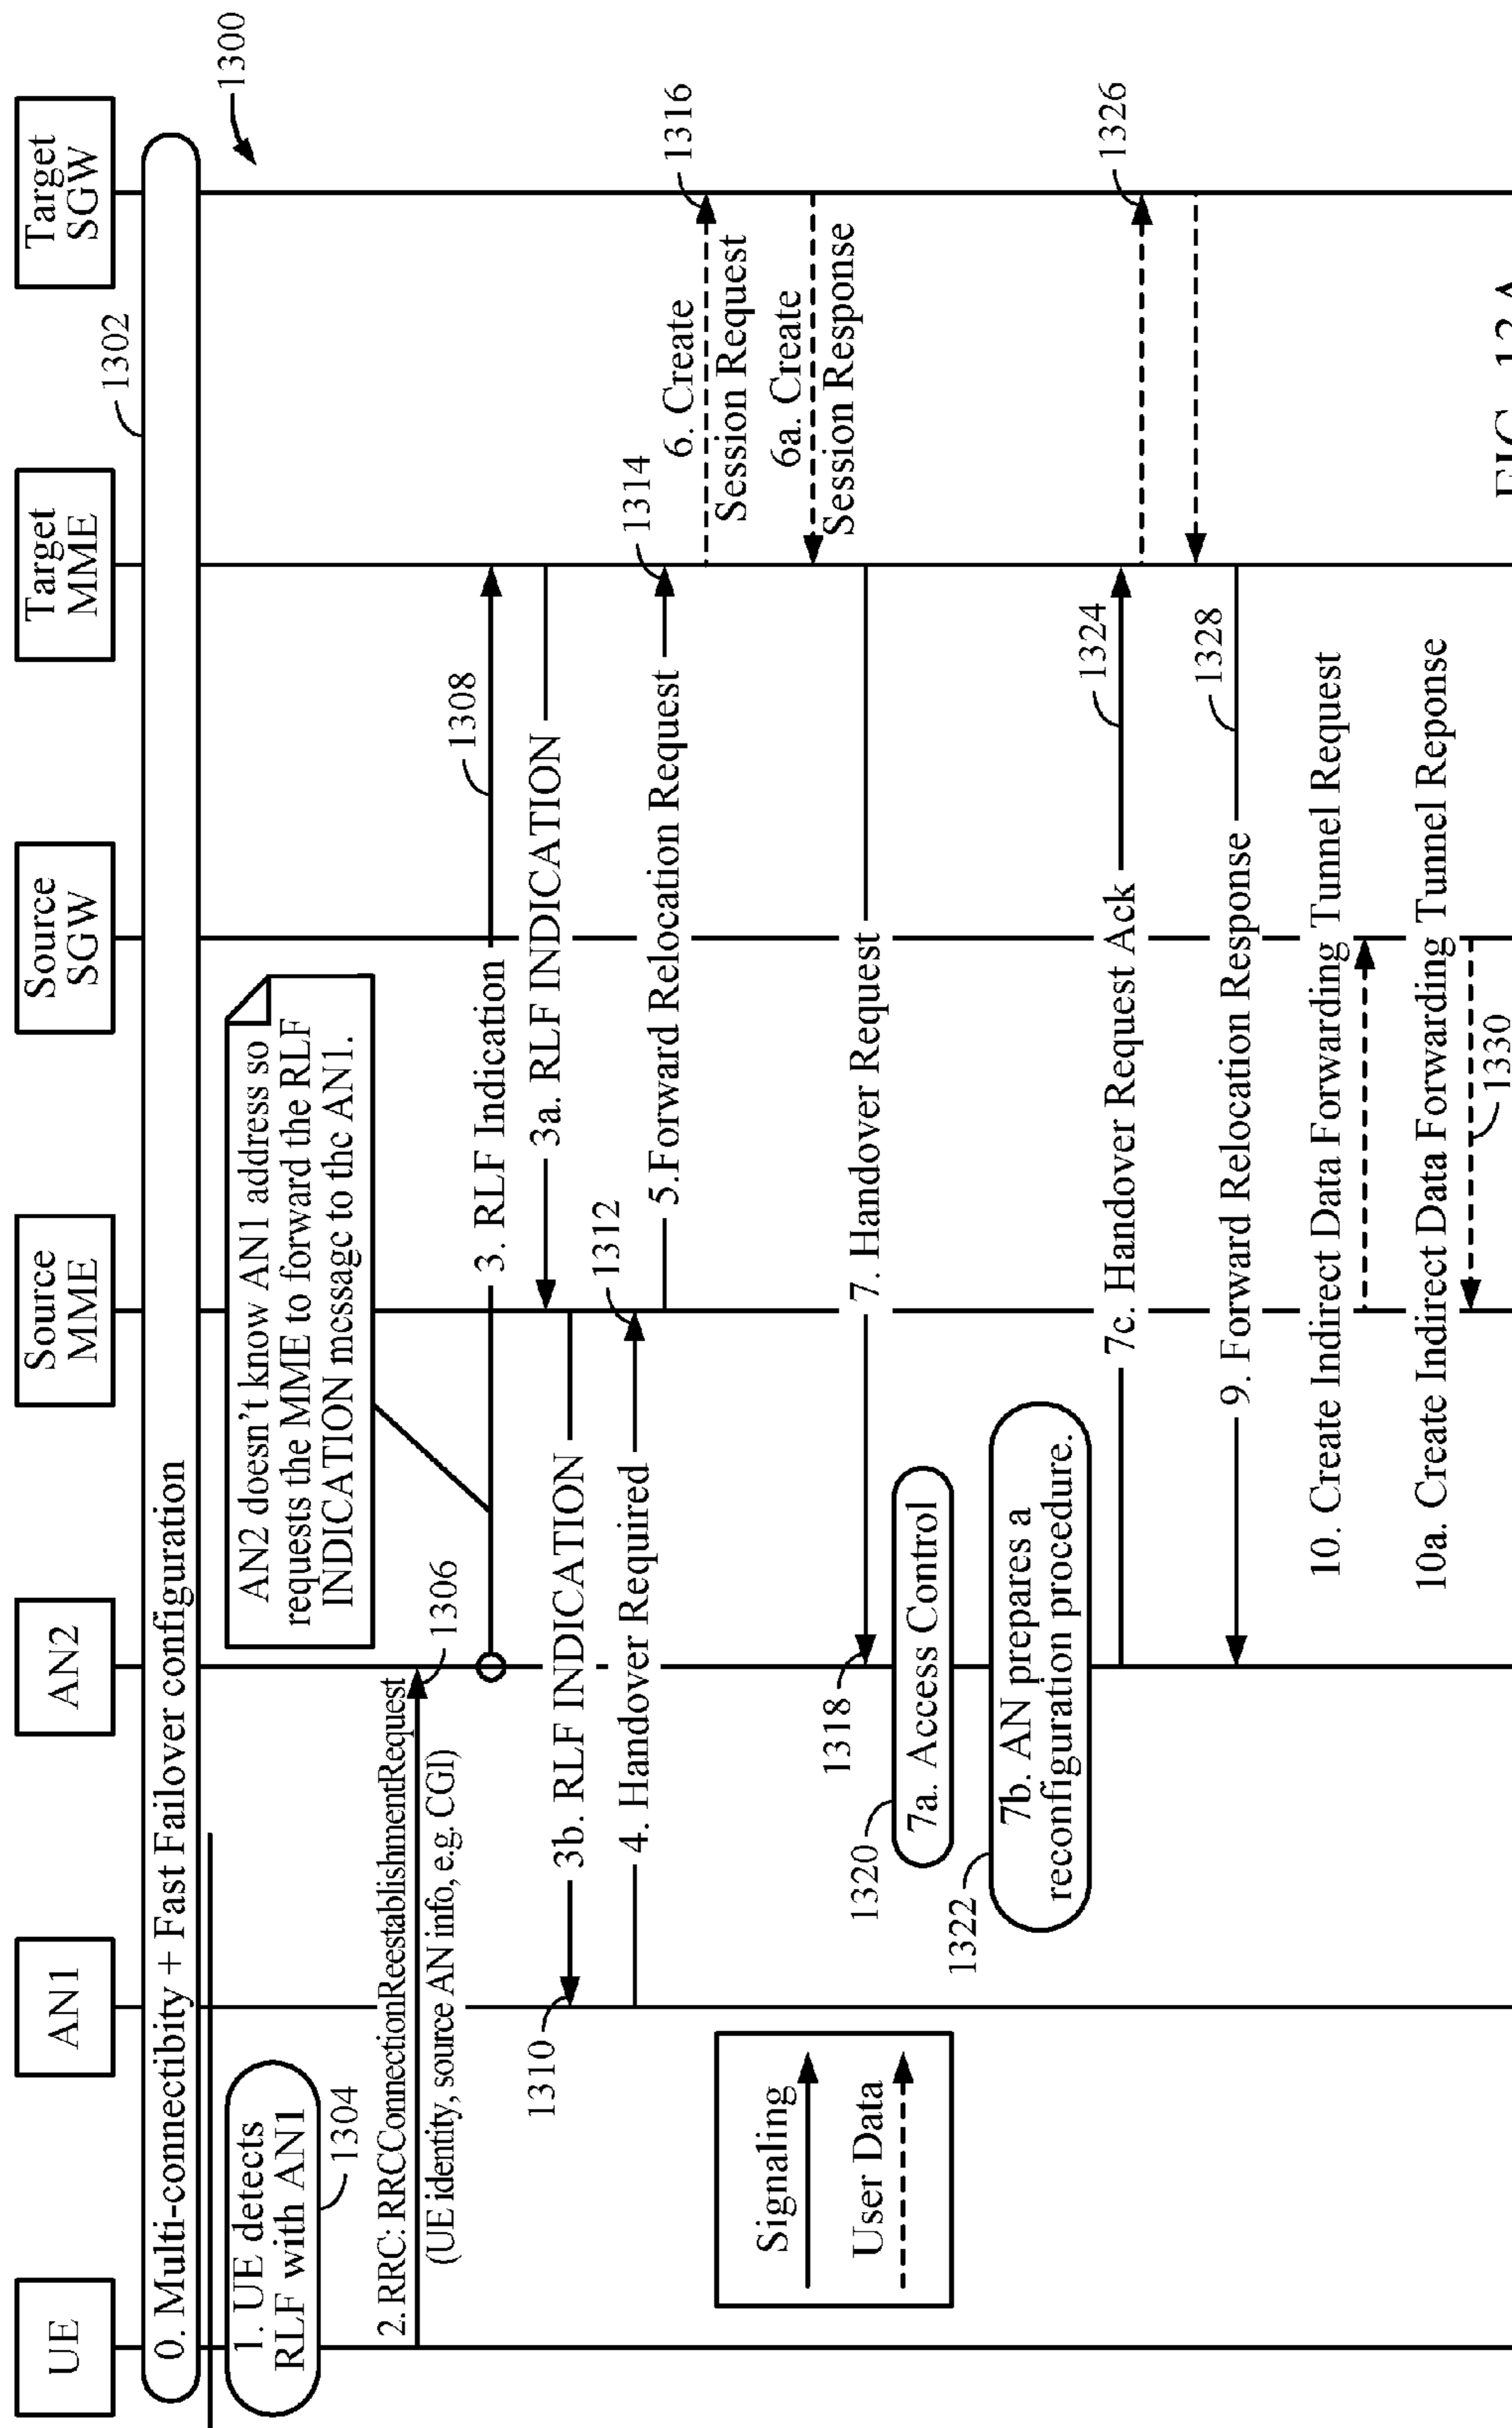 UE
AN1
AN2
Source
MME
Source
SGW
Target
MME
Target
SGW
1302
1300
0. Multi-connectibity + Fast Failover configuration
1. UE detects
RLF with AN1
1304
AN2 doesn't know AN1 address so
requests the MME to forward the RLF
INDICATION message to the AN1.
2. RRC: RRCConnectionReestablishmentRequest
(UE identity, source AN info, e.g. CGI)
1306
3. RLF Indication
1308
3a. RLF INDICATION
3b. RLF INDICATION
1310
4. Handover Required
1312
5.Forward Relocation Request
1314
6. Create
Session Request
1316
6a. Create
Session Response
7. Handover Request
1318
7a. Access Control
1320
7b. AN prepares a
reconfiguration procedure.
1322
7c. Handover Request Ack
1324
1326
9. Forward Relocation Response
1328
10. Create Indirect Data Forwarding Tunnel Request
10a. Create Indirect Data Forwarding Tunnel Reponse
1330
Signaling
User Data